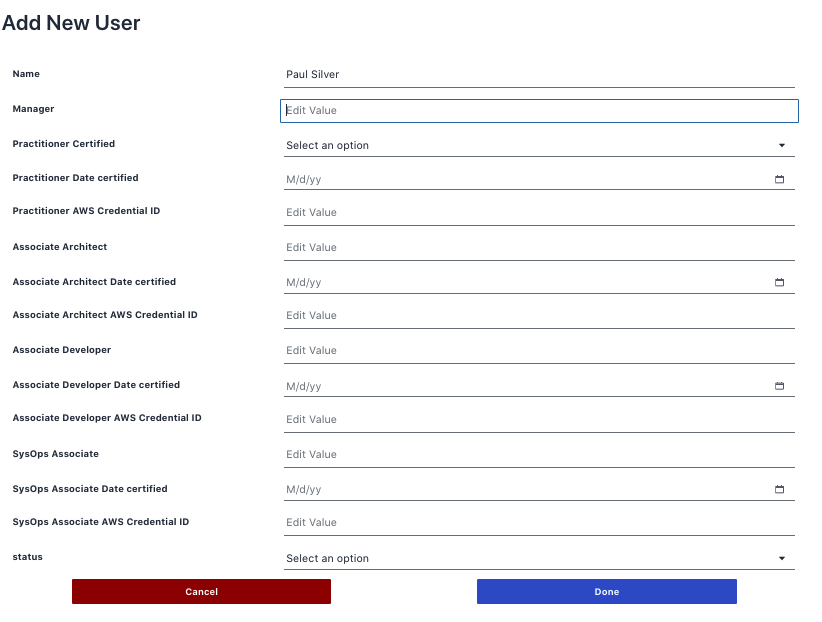 Add New User
Name
Paul Silver
Manager
Edit Value
Practitioner Certified
Select an option
Practitioner Date certified
M/d/yy
Practitioner AWS Credential ID
Edit Value
Associate Architect
Edit Value
Associate Architect Date certified
M/d/yy
Associate Architect AWS Credential ID
Edit Value
Associate Developer
Edit Value
Associate Developer Date certified
M/d/yy
Associate Developer AWS Credential ID
Edit Value
SysOps Associate
Edit Value
SysOps Associate Date certified
M/d/yy
SysOps Associate AWS Credential ID
Edit Value
status
Select an option
Cancel
Done